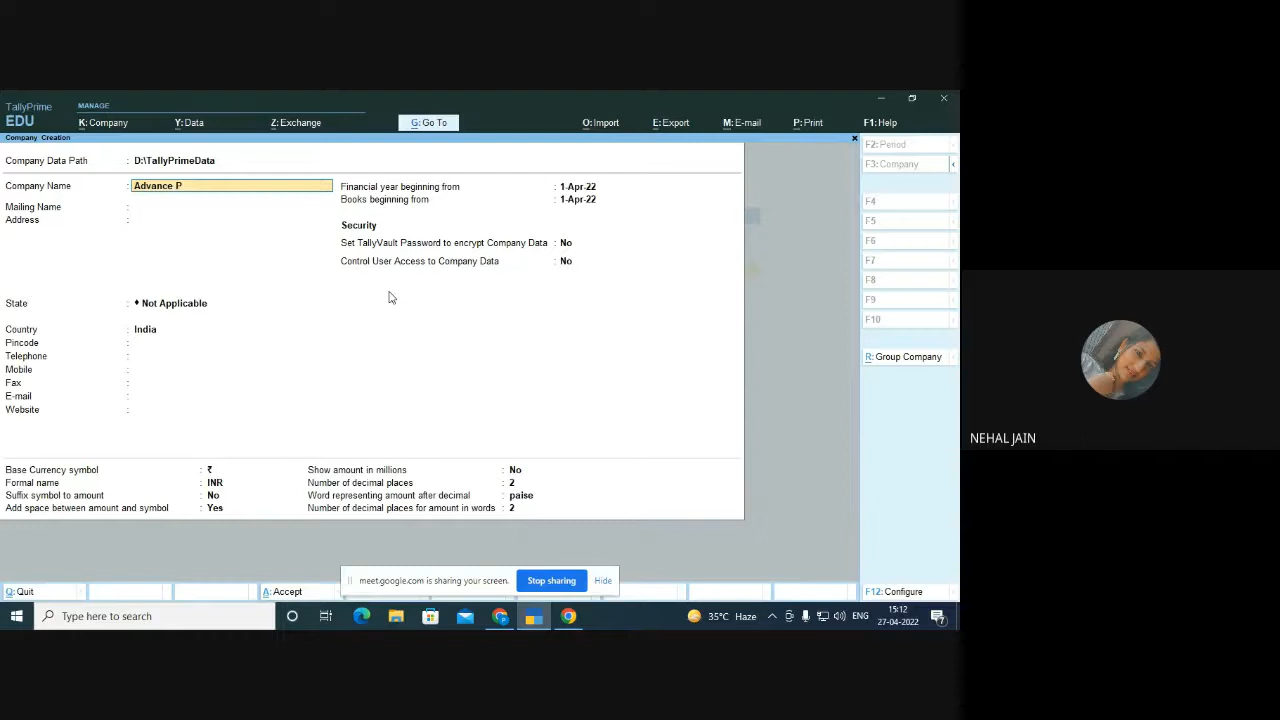 TallyPrime
EDU
MANAGE
K: Company
Y: Data
Z: Exchange
G: Go To
O: Import
E: Export
M: E-mail
P: Print
F1: Help
Company Creation
Company Data Path : D:\TallyPrimeData
Company Name : Advance P
Mailing Name :
Address :
State : ♦ Not Applicable
Country : India
Pincode :
Telephone :
Mobile :
Fax :
E-mail :
Website :
Financial year beginning from : 1-Apr-22
Books beginning from : 1-Apr-22
Security
Set TallyVault Password to encrypt Company Data : No
Control User Access to Company Data : No
Base Currency symbol : ₹
Formal name : INR
Suffix symbol to amount : No
Add space between amount and symbol : Yes
Show amount in millions : No
Number of decimal places : 2
Word representing amount after decimal : paise
Number of decimal places for amount in words : 2
F2: Period
F3: Company
F4
F5
F6
F7
F8
F9
F10
R: Group Company
F12: Configure
Q: Quit
A: Accept
meet.google.com is sharing your screen.
Stop sharing
Hide
Type here to search
35°C Haze
ENG
15:12
27-04-2022
7
NEHAL JAIN